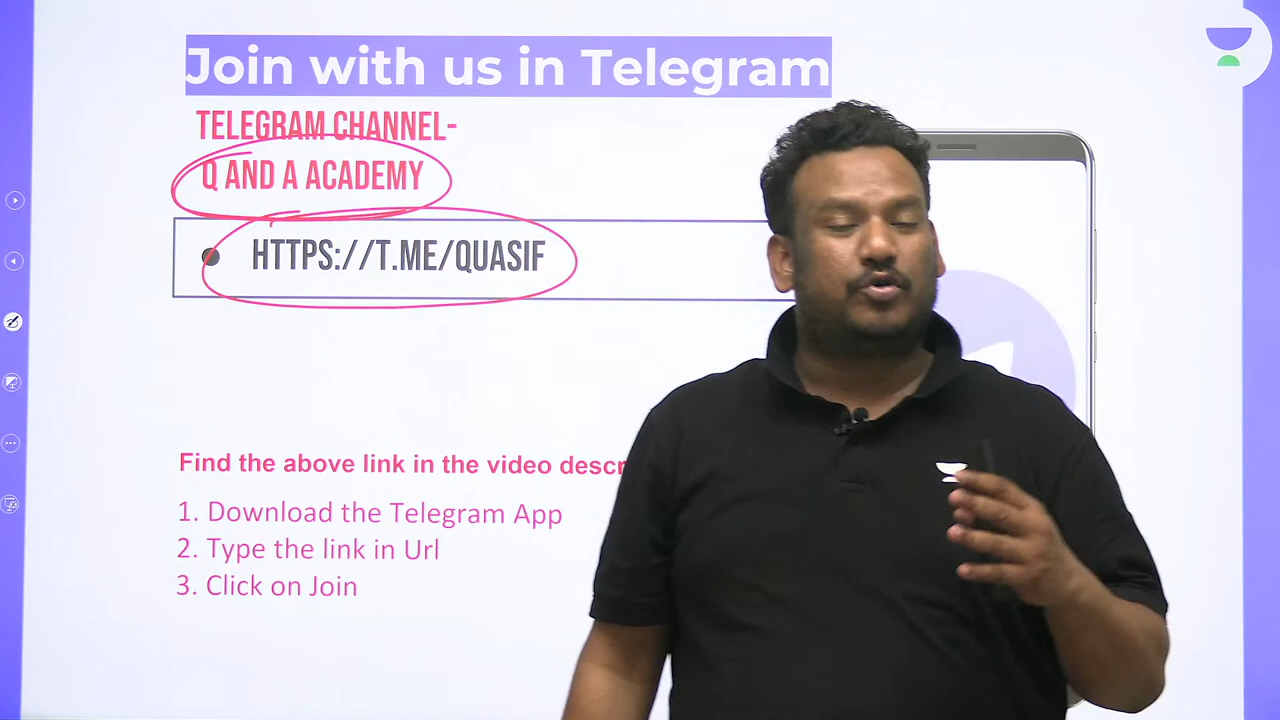 Join with us in Telegram
TELEGRAM CHANNEL-
Q AND A ACADEMY
HTTPS://T.ME/QUASIF
Find the above link in the video descr
1. Download the Telegram App
2. Type the link in Url
3. Click on Join